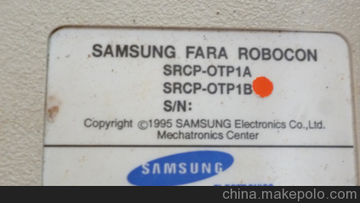 SAMSUNG FARA ROBOCON
SRCP-OTP1A
SRCP-OTP1B
S/N:
Copyright ©1995 SAMSUNG Electronics Co.,Ltd.
Mechatronics Center
SAMSUNG
ELECTRONICS
china.makepolo.com